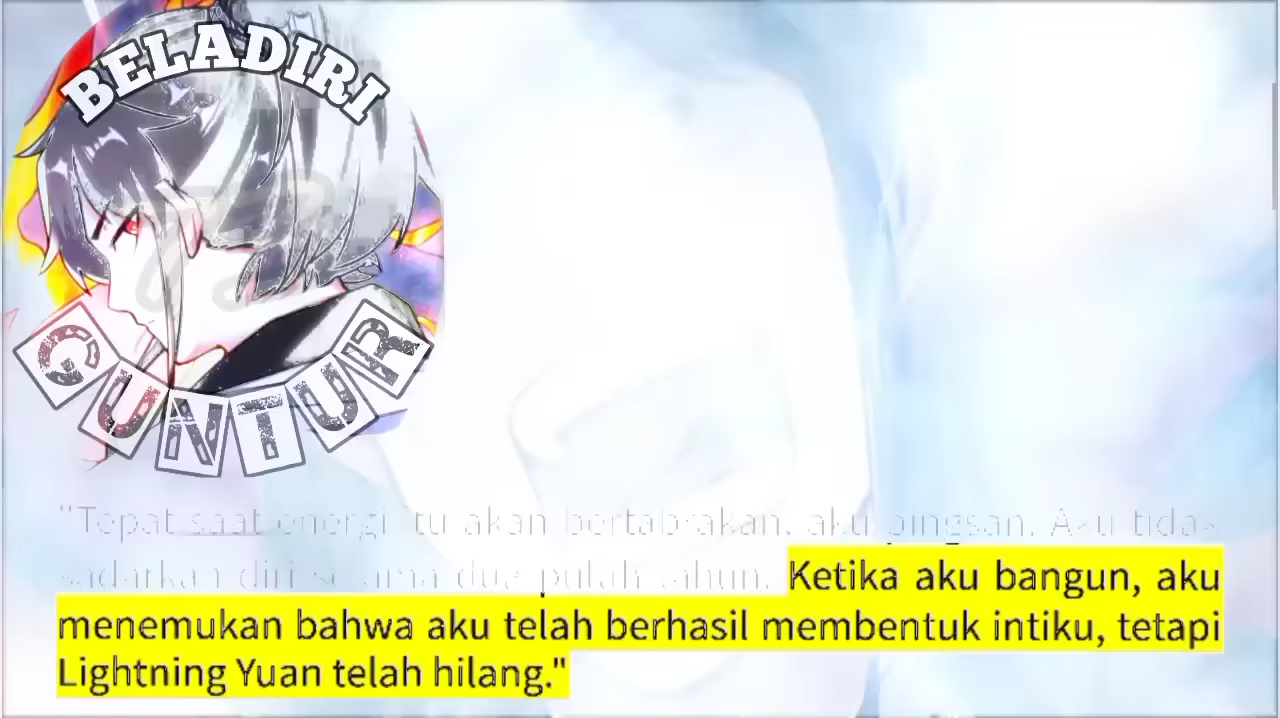 BELADIRI
GUNTUR
"Tepat saat energi itu akan bertabrakan, aku pingsan. Aku tidak
sadarkan diri selama dua puluh tahun. Ketika aku bangun, aku
menemukan bahwa aku telah berhasil membentuk intiku, tetapi
Lightning Yuan telah hilang."